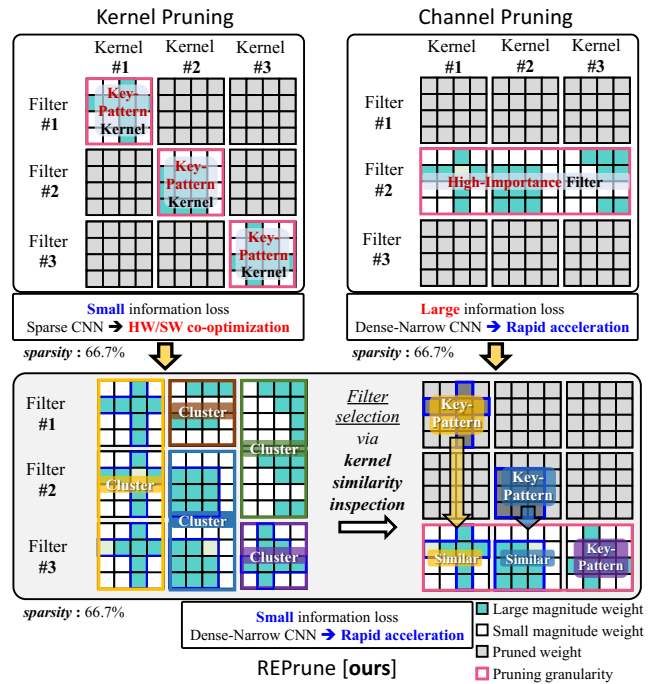 Kernel Pruning
Kernel #1
Kernel #2
Kernel #3
Filter #1
Key-Pattern Kernel
Filter #2
Key-Pattern Kernel
Filter #3
Key-Pattern Kernel
Small information loss
Sparse CNN ➔ HW/SW co-optimization
sparsity : 66.7%
Channel Pruning
Kernel #1
Kernel #2
Kernel #3
Filter #1
Filter #2
High-Importance Filter
Filter #3
Large information loss
Dense-Narrow CNN ➔ Rapid acceleration
sparsity : 66.7%
Filter #1
Cluster
Cluster
Filter #2
Cluster
Cluster
Filter #3
Cluster
Filter selection
via
kernel
similarity
inspection
Key-Pattern
Key-Pattern
Similar
Similar
Key-Pattern
sparsity : 66.7%
Small information loss
Dense-Narrow CNN ➔ Rapid acceleration
Large magnitude weight
Small magnitude weight
Pruned weight
Pruning granularity
REPrune [ours]